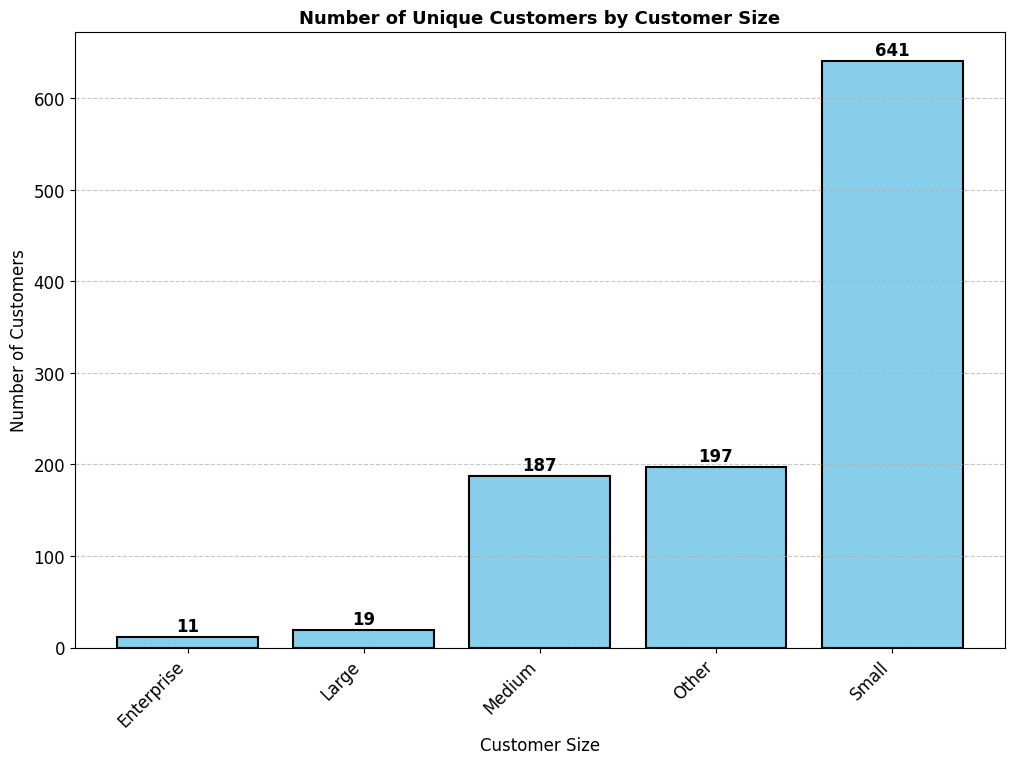 Number of Unique Customers by Customer Size
Number of Customers
600
500
400
300
200
100
0
11
19
187
197
641
Enterprise
Large
Medium
Other
Small
Customer Size